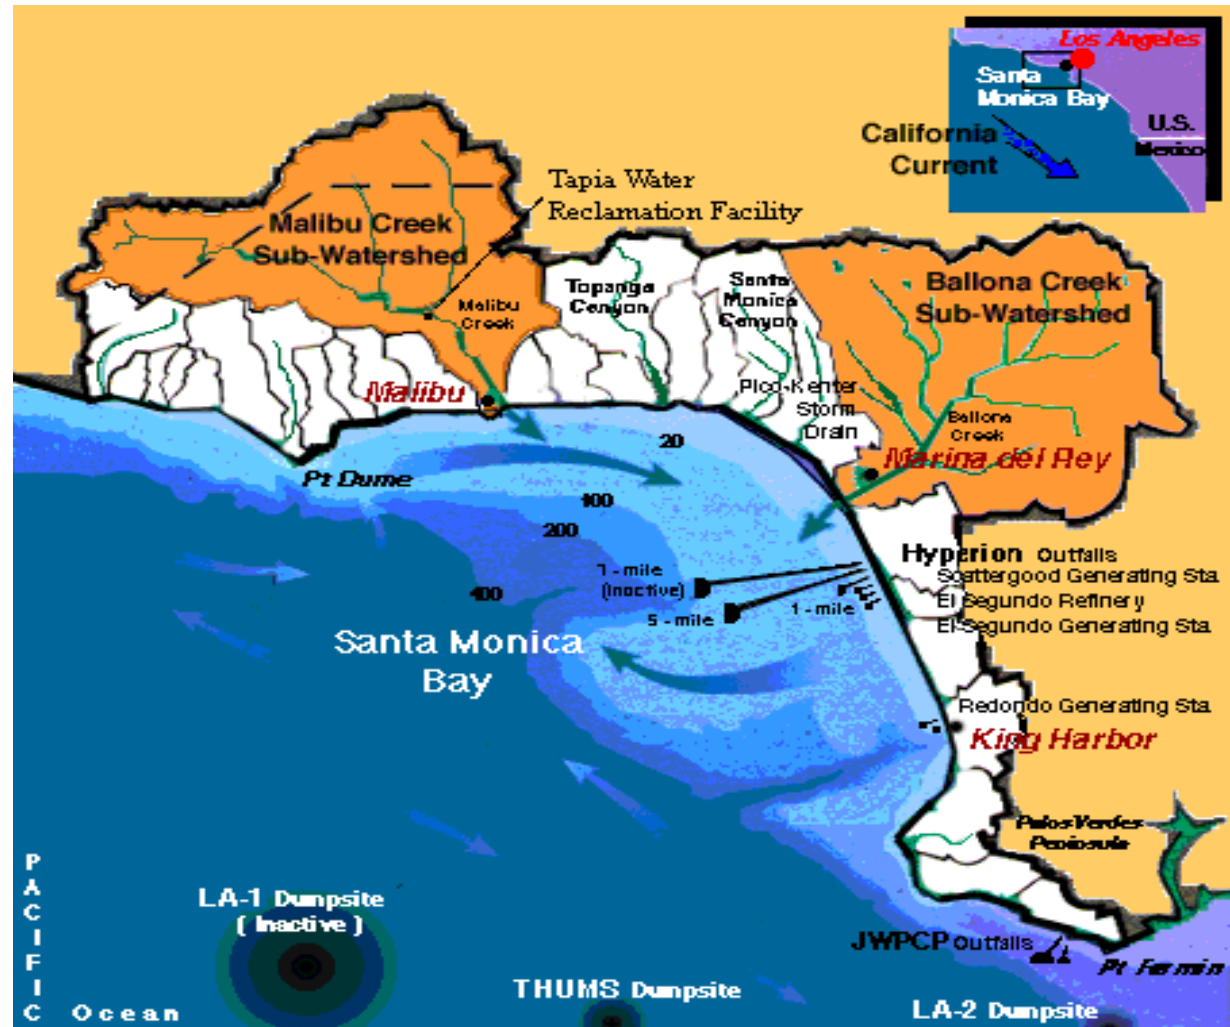 Los Angeles
Santa
Monica Bay
U.S.
Mexico
California
Current
Tapia Water
Reclamation Facility
Malibu Creek
Sub-Watershed
Malibu
Creek
Topanga
Canyon
Santa
Monica
Canyon
Ballona Creek
Sub-Watershed
Pico-Kenter
Storm
Drain
Ballona
Creek
Malibu
Marina del Rey
Pt Dume
20
100
200
400
Hyperion Outfalls
Scattergood Generating Sta.
El Segundo Refinery
El Segundo Generating Sta.
7 - mile
(Inactive)
5 - mile
1 - mile
Santa Monica
Bay
Redondo Generating Sta.
King Harbor
Palos Verdes
Peninsula
PACIFIC
Ocean
LA-1 Dumpsite
( Inactive )
JWPCP Outfalls
Pt Fermin
THUMS Dumpsite
LA-2 Dumpsite